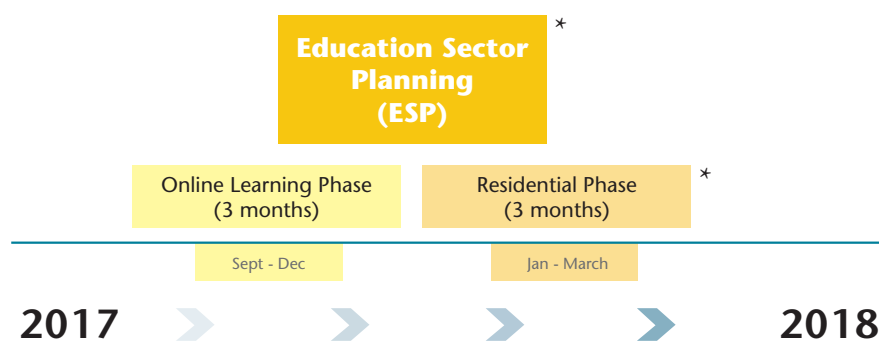 Education Sector
Planning
(ESP)
*
Online Learning Phase
(3 months)
Residential Phase
(3 months)
*
Sept - Dec
Jan - March
2017
2018